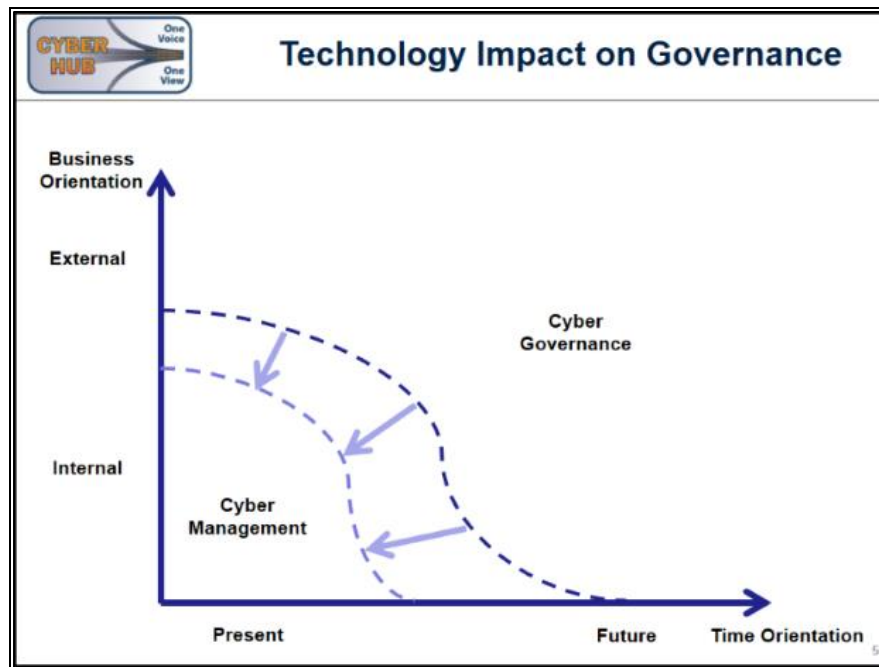 CYBER
HUB
One
Voice
One
View
Technology Impact on Governance
Business
Orientation
External
Cyber
Governance
Internal
Cyber
Management
Present
Future
Time Orientation
5